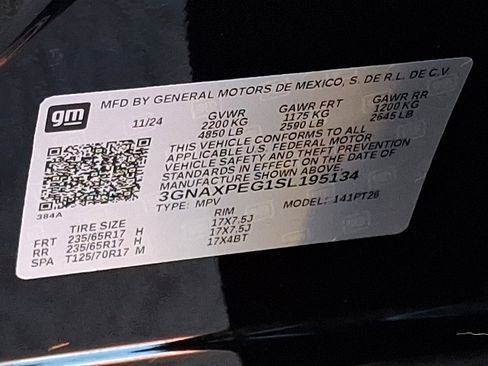 gm
MFD BY GENERAL MOTORS DE MEXICO, S. DE R.L. DE C.V.
11/24 GVWR GAWR FRT GAWR RR
2200 KG 1175 KG 1200 KG
4850 LB 2590 LB 2645 LB
THIS VEHICLE CONFORMS TO ALL
APPLICABLE U.S. FEDERAL MOTOR
VEHICLE SAFETY AND THEFT PREVENTION
STANDARDS IN EFFECT ON THE DATE OF
MANUFACTURE SHOWN ABOVE
3GNAXPEG1SL195134
384A
TYPE: MPV MODEL: 141PT26
TIRE SIZE RIM
FRT 235/65R17 H 17X7.5J
RR 235/65R17 H 17X7.5J
SPA T125/70R17 M 17X4BT